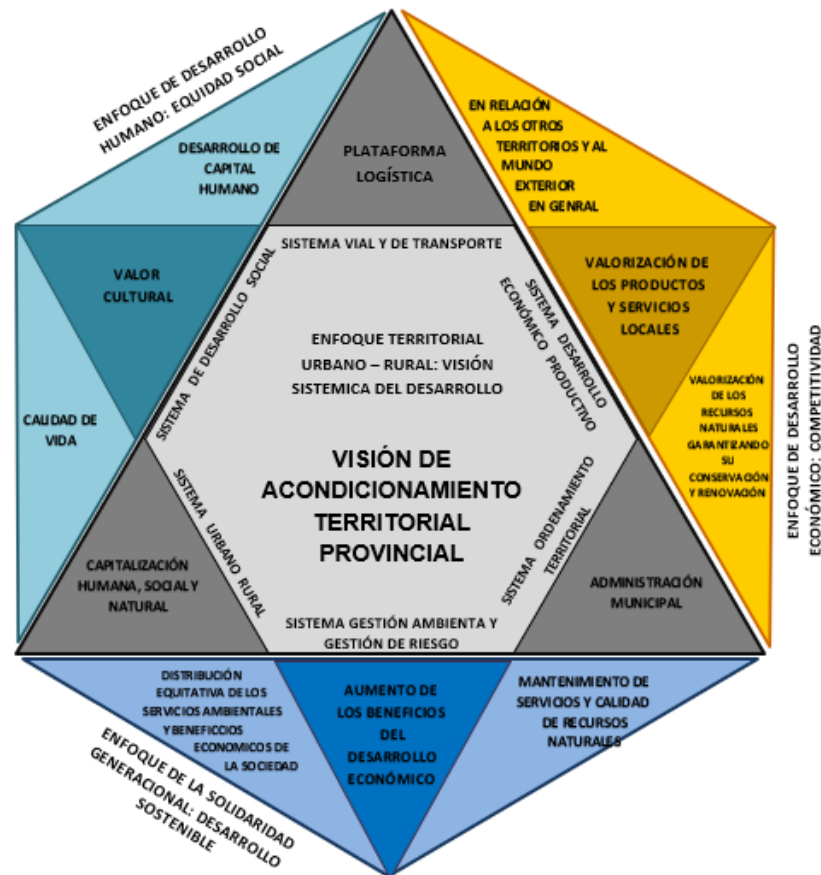 ENFOQUE DE DESARROLLO
HUMANO: EQUIDAD SOCIAL
DESARROLLO DE
CAPITAL
HUMANO
PLATAFORMA
LOGÍSTICA
EN RELACIÓN
A LOS OTROS
TERRITORIOS Y AL
MUNDO
EXTERIOR
EN GENRAL
VALOR
CULTURAL
SISTEMA VIAL Y DE TRANSPORTE
VALORIZACIÓN DE
LOS PRODUCTOS
Y SERVICIOS
LOCALES
SISTEMA DE DESARROLLO SOCIAL
SISTEMA DESARROLLO
ECONÓMICO PRODUCTIVO
ENFOQUE TERRITORIAL
URBANO – RURAL: VISIÓN
SISTEMICA DEL DESARROLLO
CAUDAD DE
VIDA
VALORIZACIÓN
DE LOS
RECURSOS
NATURALES
GARANTIZANDO
SU
CONSERVACIÓN
Y RENOVACIÓN
ENFOQUE DE DESARROLLO
ECONÓMICO: COMPETITIVIDAD
VISIÓN DE
ACONDICIONAMIENTO
TERRITORIAL
PROVINCIAL
SISTEMA URBANO RURAL
SISTEMA ORDENAMIENTO
TERRITORIAL
CAPITALIZACIÓN
HUMANA, SOCIAL Y
NATURAL
ADMINISTRACIÓN
MUNICIPAL
SISTEMA GESTIÓN AMBIENTA Y
GESTIÓN DE RIESGO
DISTRIBUCIÓN
EQUITATIVA DE LOS
SERVICIOS AMBIENTALES
Y BENEFICCIOS
ECONOMICOS DE
LA SOCIEDAD
AUMENTO DE
LOS BENEFICIOS
DEL
DESARROLLO
ECONÓMICO
MANTENIMIENTO DE
SERVICIOS Y CALIDAD
DE RECURSOS
NATURALES
ENFOQUE DE LA SOLIDARIDAD
GENERACIONAL: DESARROLLO
SOSTENIBLE